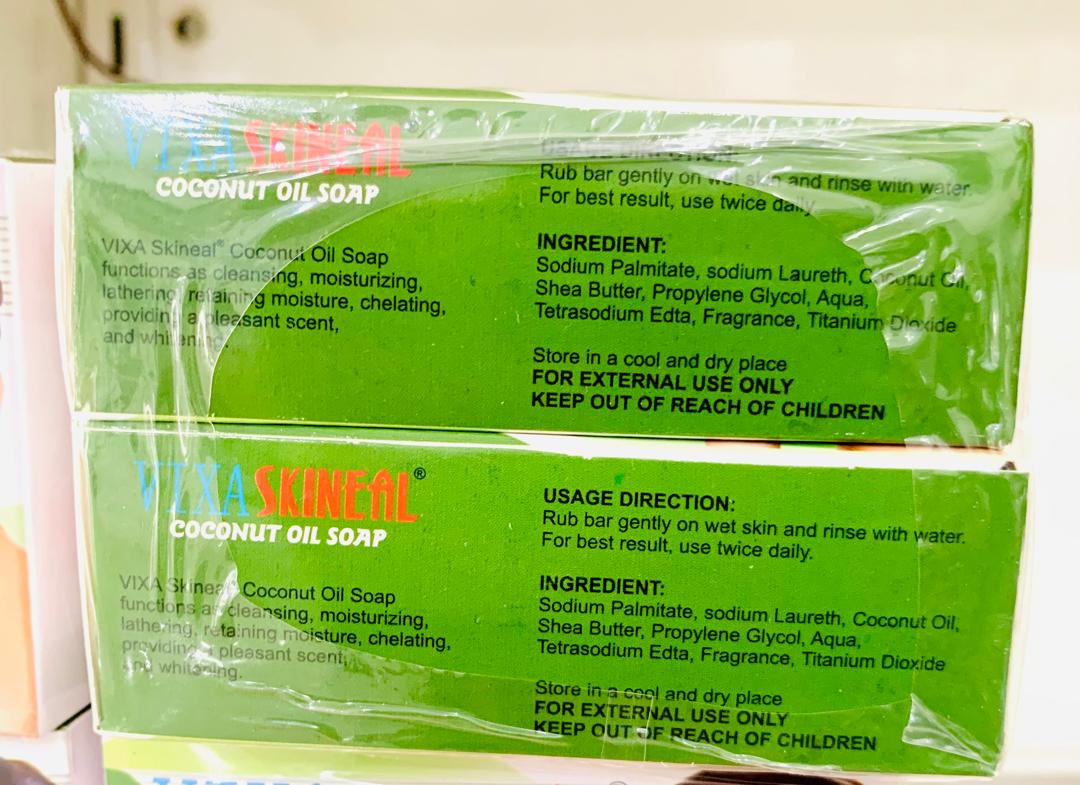 VIXA SKINEAL®
COCONUT OIL SOAP
VIXA Skineal® Coconut Oil Soap
functions as cleansing, moisturizing,
lathering, retaining moisture, chelating,
providing a pleasant scent,
and whitening.
USAGE DIRECTION:
Rub bar gently on wet skin and rinse with water.
For best result, use twice daily
INGREDIENT:
Sodium Palmitate, sodium Laureth, Coconut Oil,
Shea Butter, Propylene Glycol, Aqua,
Tetrasodium Edta, Fragrance, Titanium Dioxide
Store in a cool and dry place
FOR EXTERNAL USE ONLY
KEEP OUT OF REACH OF CHILDREN
VIXA SKINEAL®
COCONUT OIL SOAP
VIXA Skineal® Coconut Oil Soap
functions as cleansing, moisturizing,
lathering, retaining moisture, chelating,
providing a pleasant scent,
and whitening.
USAGE DIRECTION:
Rub bar gently on wet skin and rinse with water.
For best result, use twice daily.
INGREDIENT:
Sodium Palmitate, sodium Laureth, Coconut Oil,
Shea Butter, Propylene Glycol, Aqua,
Tetrasodium Edta, Fragrance, Titanium Dioxide
Store in a cool and dry place
FOR EXTERNAL USE ONLY
KEEP OUT OF REACH OF CHILDREN